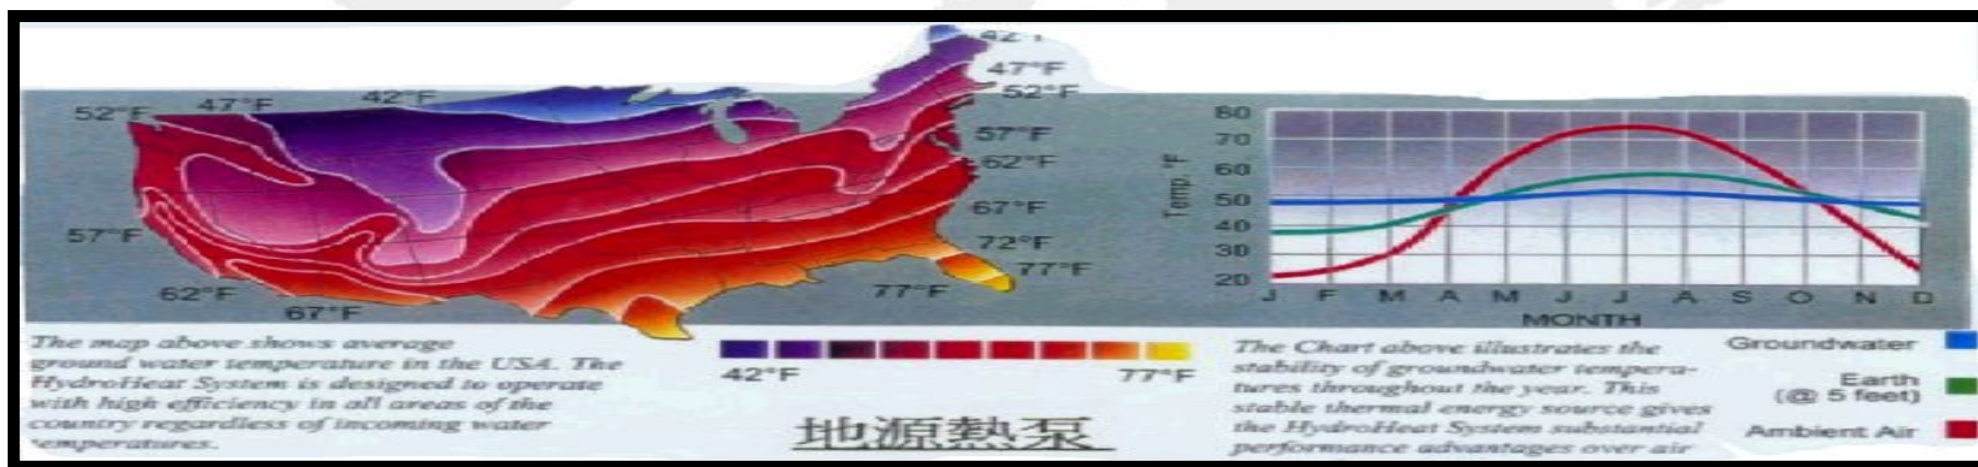 42°F
47°F
52°F
57°F
62°F
67°F
72°F
77°F
77°F
52°F
47°F
42°F
57°F
62°F
67°F
80
70
60
50
40
30
20
Temp. °F
J F M A M J J A S O N D
MONTH
The map above shows average
ground water temperature in the USA. The
HydroHeat System is designed to operate
with high efficiency in all areas of the
country regardless of incoming water
temperatures.
42°F 77°F
地源熱泵
The Chart above illustrates the
stability of groundwater tempera-
tures throughout the year. This
stable thermal energy source gives
the HydroHeat System substantial
performance advantages over air
Groundwater
Earth
(@ 5 feet)
Ambient Air